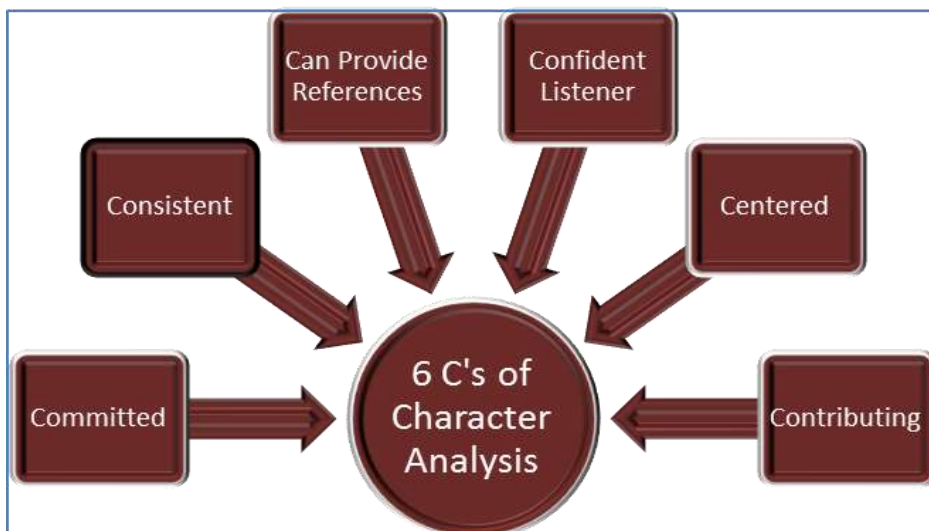 Can Provide
References
Confident
Listener
Consistent
Centered
Committed
6 C's of
Character
Analysis
Contributing